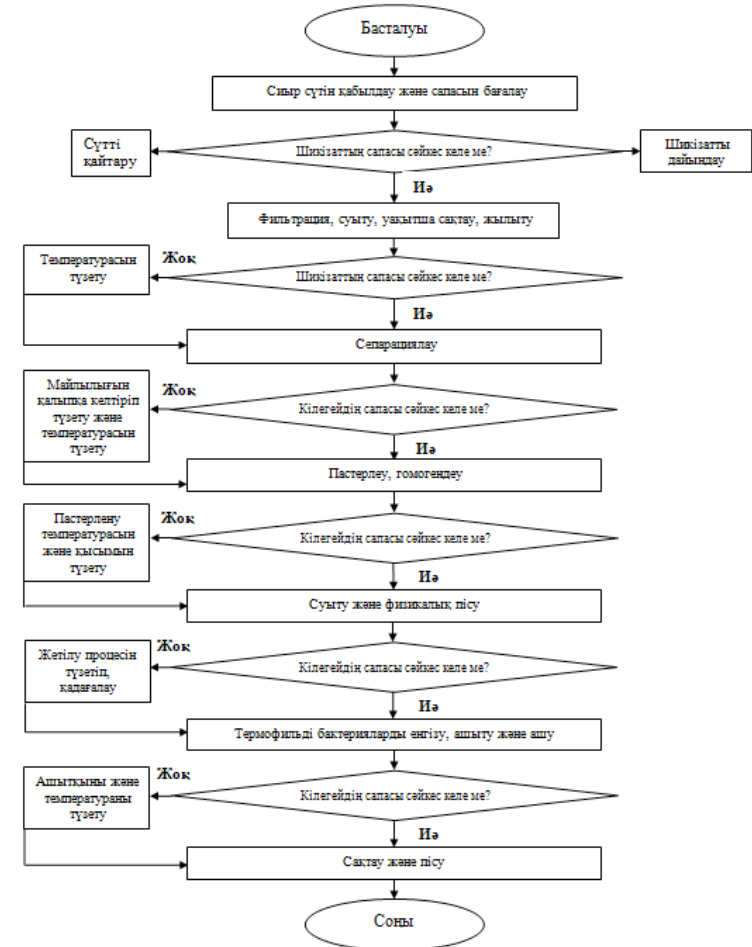 Басталуы
Сиыр сүтін қабылдау және сапасын бағалау
Сүтті
қайтару
Шикізаттың сапасы сәйкес келе ме?
Шикізатты
дайындау
Иә
Фильтрация, суыту, уақытша сақтау, жылыту
Температурасын
түзету
Жоқ
Шикізаттың сапасы сәйкес келе ме?
Иә
Сепарациялау
Майлылығын
қалыпқа келтіріп
түзету және
температурасын
түзету
Жоқ
Кілегейдің сапасы сәйкес келе ме?
Иә
Пастерлеу, гомогендеу
Пастерлену
температурасын
және қысымын
түзету
Жоқ
Кілегейдің сапасы сәйкес келе ме?
Иә
Суыту және физикалық пісу
Жетілу процесін
түзетіп,
қадағалау
Жоқ
Кілегейдің сапасы сәйкес келе ме?
Иә
Термофильді бактерияларды енгізу, ашыту және ашу
Ашытқыны және
температураны
түзету
Жоқ
Кілегейдің сапасы сәйкес келе ме?
Иә
Сақтау және пісу
Соңы